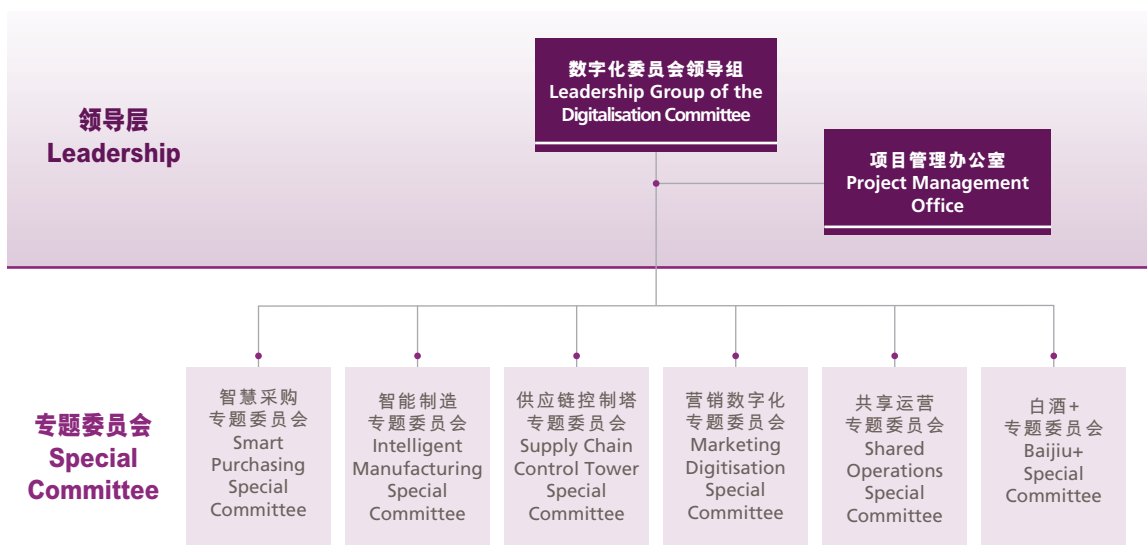 数字化委员会领导组
Leadership Group of the
Digitalisation Committee
领导层
Leadership
项目管理办公室
Project Management
Office
专题委员会
Special
Committee
智慧采购
专题委员会
Smart
Purchasing
Special
Committee
智能制造
专题委员会
Intelligent
Manufacturing
Special
Committee
供应链控制塔
专题委员会
Supply Chain
Control Tower
Special
Committee
营销数字化
专题委员会
Marketing
Digitisation
Special
Committee
共享运营
专题委员会
Shared
Operations
Special
Committee
白酒+
专题委员会
Baijiu+
Special
Committee